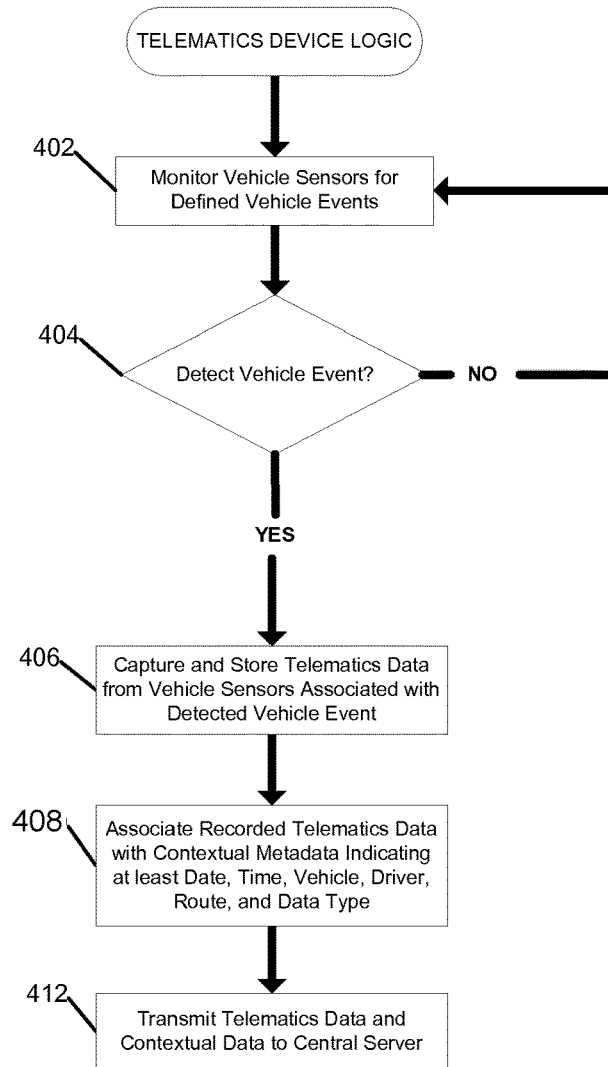 TELEMATICS DEVICE LOGIC
402
Monitor Vehicle Sensors for
Defined Vehicle Events
404
Detect Vehicle Event?
NO
YES
406
Capture and Store Telematics Data
from Vehicle Sensors Associated with
Detected Vehicle Event
408
Associate Recorded Telematics Data
with Contextual Metadata Indicating
at least Date, Time, Vehicle, Driver,
Route, and Data Type
412
Transmit Telematics Data and
Contextual Data to Central Server